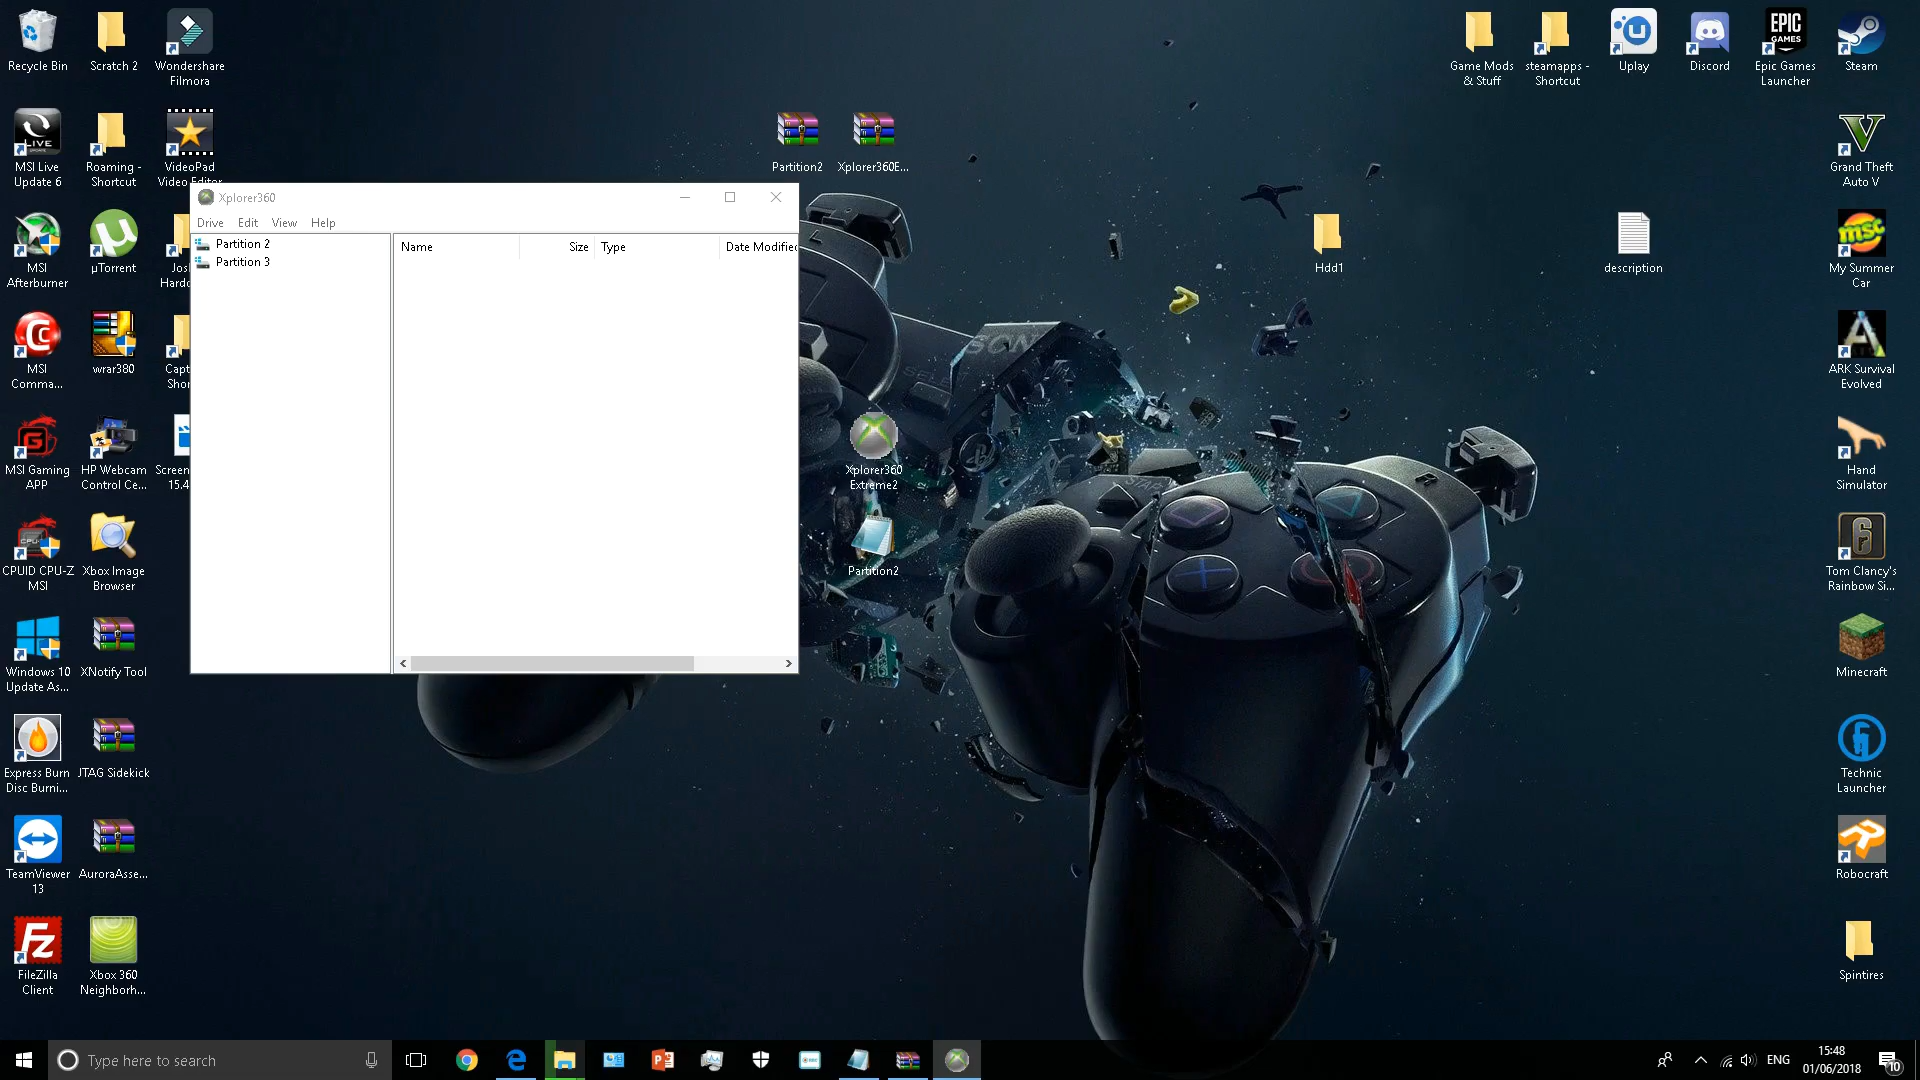 Recycle Bin
Scratch 2
Wondershare
Filmora
Game Mods
& Stuff
steamapps -
Shortcut
Uplay
Discord
Epic Games
Launcher
Steam
MSI Live
Update 6
Roaming -
Shortcut
VideoPad
Video Editor
Partition2
Xplorer360E...
Grand Theft
Auto V
Xplorer360
Drive Edit View Help
Partition 2
Partition 3
Name Size Type Date Modified
MSI
Afterburner
µTorrent
Hdd1
description
My Summer
Car
MSI
Comma...
wrar380
ARK Survival
Evolved
MSI Gaming
APP
HP Webcam
Control Ce...
Screen
15.4
Xplorer360
Extreme2
Hand
Simulator
CPUID CPU-Z
MSI
Xbox Image
Browser
Partition2
Tom Clancy's
Rainbow Si...
Windows 10
Update As...
XNotify Tool
Minecraft
Express Burn
Disc Burni...
JTAG Sidekick
Technic
Launcher
TeamViewer
13
AuroraAsse...
Robocraft
FileZilla
Client
Xbox 360
Neighborh...
Spintires
Type here to search
ENG
15:48
01/06/2018
10